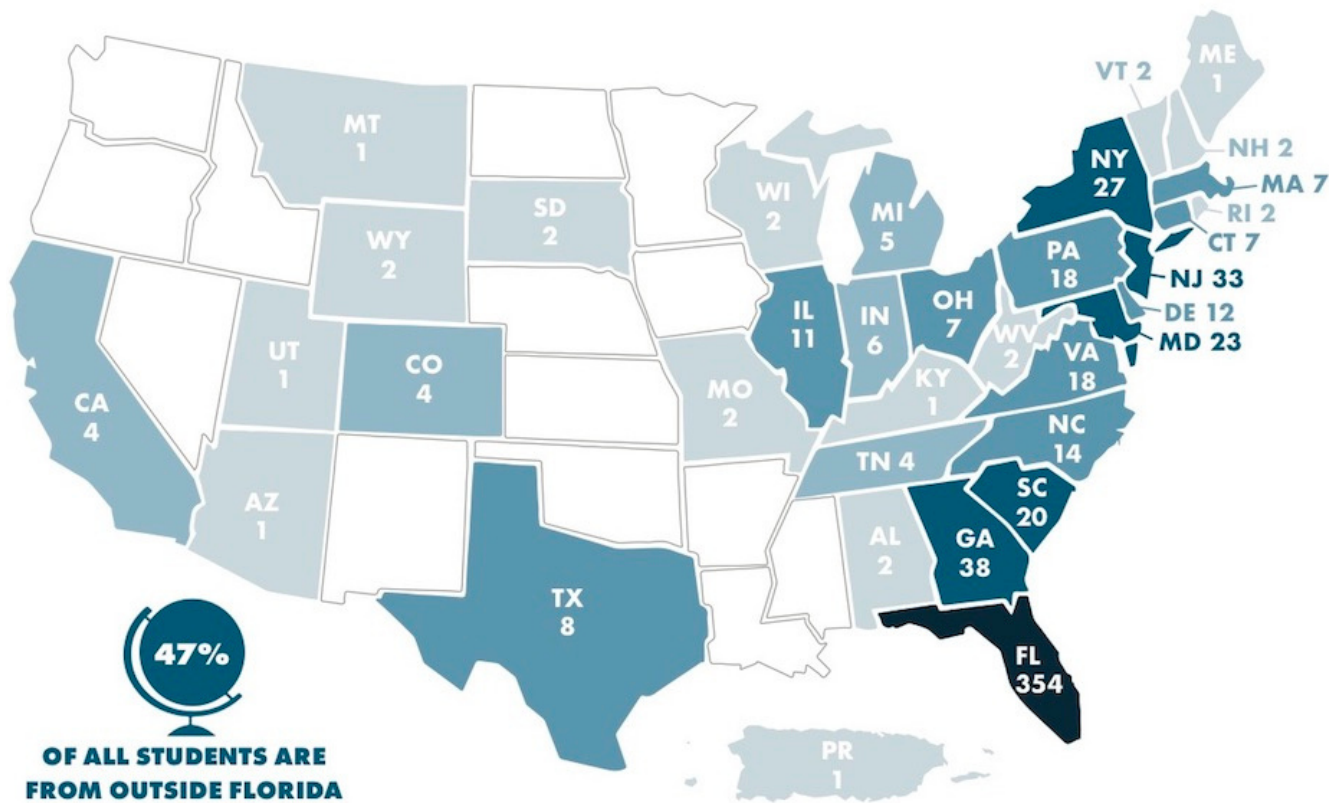 ME
1
VT 2
MT
1
NH 2
NY
27
MA 7
WI
2
SD
2
MI
5
RI 2
CT 7
WY
2
PA
18
NJ 33
OH
7
IL
11
IN
6
DE 12
MD 23
WV
2
VA
18
UT
1
CO
4
KY
1
MO
2
CA
4
NC
14
TN 4
SC
20
AZ
1
AL
2
GA
38
TX
8
FL
354
47%
OF ALL STUDENTS ARE
FROM OUTSIDE FLORIDA
PR
1